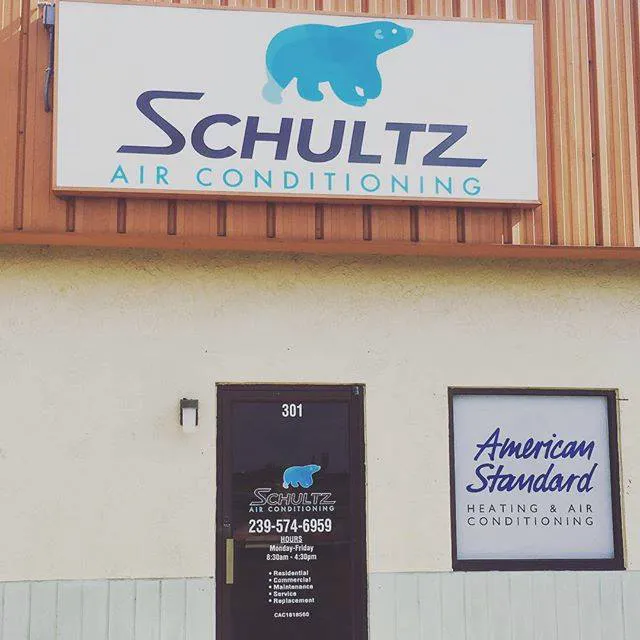 SCHULTZ
AIR CONDITIONING
301
SCHULTZ
AIR CONDITIONING
239-574-6959
HOURS
Monday-Friday
8:30am - 4:30pm
• Residential
• Commercial
• Maintenance
• Service
• Replacement
CAC1818560
American
Standard
HEATING & AIR
CONDITIONING